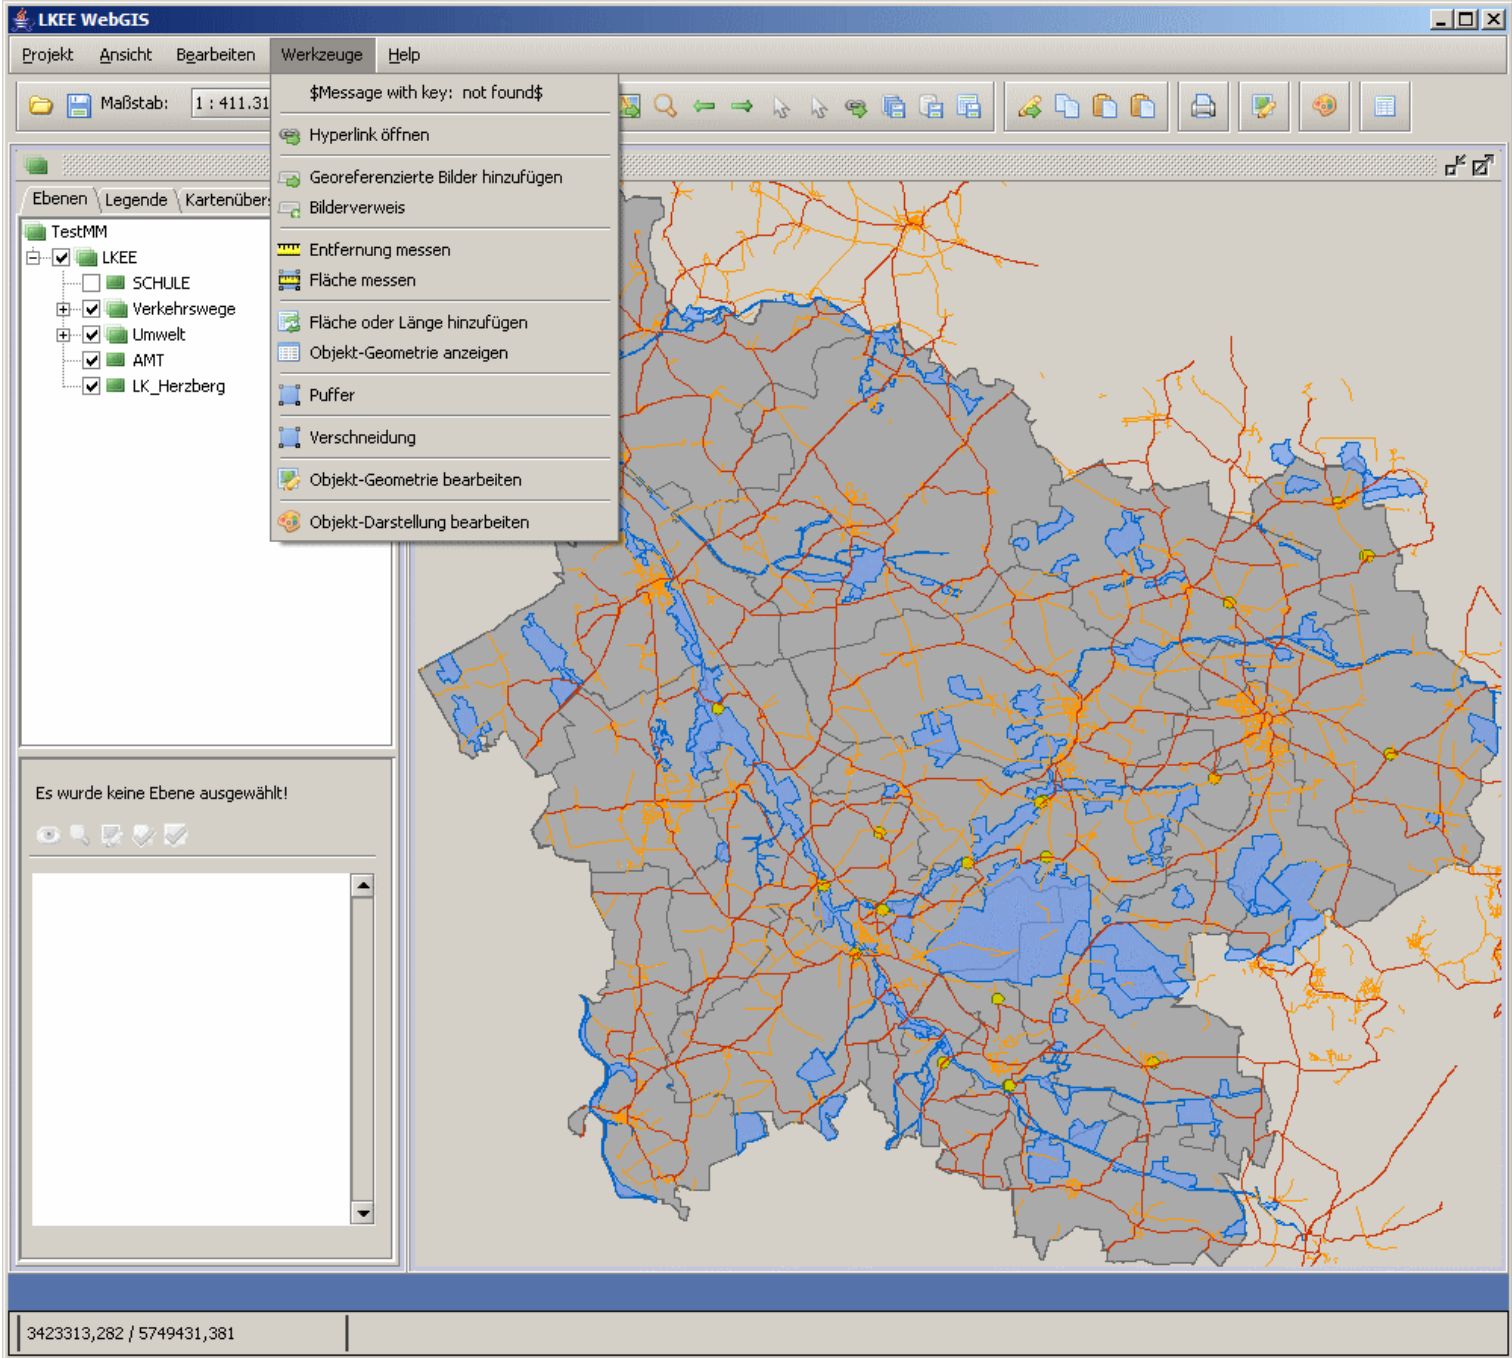 LKEE WebGIS
Projekt Ansicht Bearbeiten Werkzeuge Help
Maßstab: 1 : 411.31
$Message with key:  not found$
Hyperlink öffnen
Georeferenzierte Bilder hinzufügen
Bilderverweis
Entfernung messen
Fläche messen
Fläche oder Länge hinzufügen
Objekt-Geometrie anzeigen
Puffer
Verschneidung
Objekt-Geometrie bearbeiten
Objekt-Darstellung bearbeiten
Ebenen Legende Kartenübers
TestMM
LKEE
SCHULE
Verkehrswege
Umwelt
AMT
LK_Herzberg
Es wurde keine Ebene ausgewählt!
3423313,282 / 5749431,381